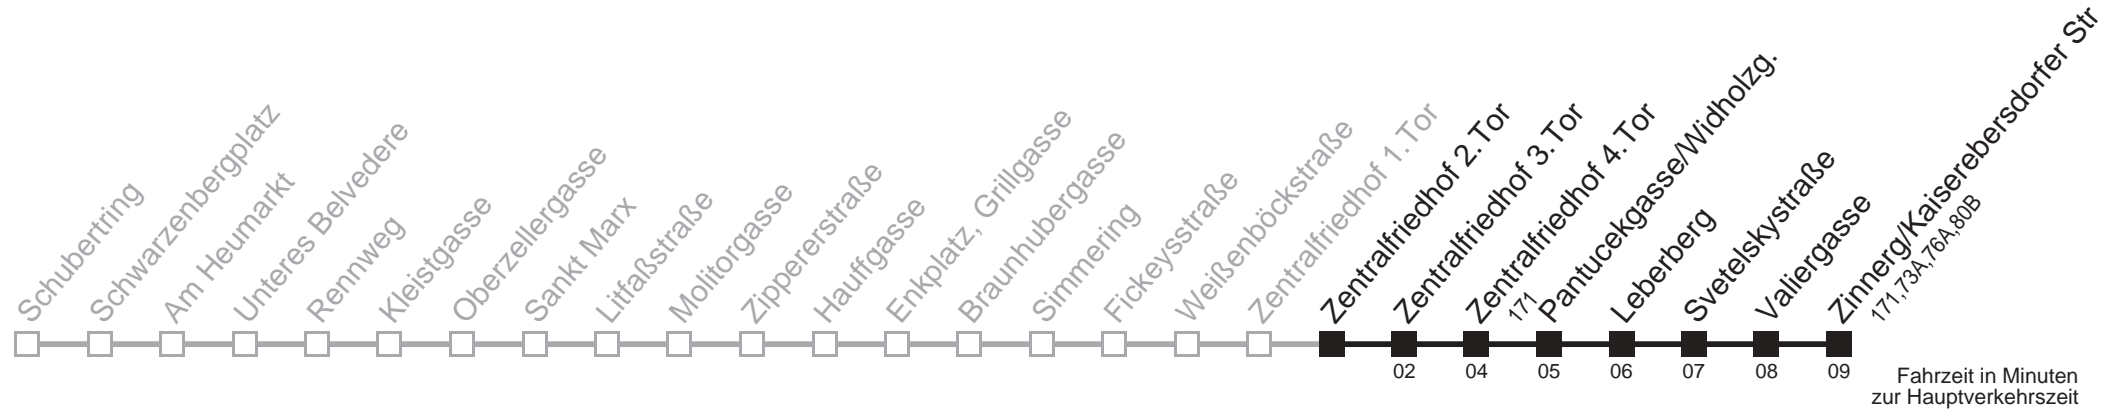 Schubertring
Schwarzenbergplatz
Am Heumarkt
Unteres Belvedere
Rennweg
Kleistgasse
Oberzellergasse
Sankt Marx
Litfaßstraße
Molitorgasse
Zippererstraße
Hauffgasse
Enkplatz, Grillgasse
Braunhubergasse
Simmering
Fickeysstraße
Weißenböckstraße
Zentralfriedhof 1.Tor
Zentralfriedhof 2.Tor
Zentralfriedhof 3.Tor
Zentralfriedhof 4.Tor
171
Pantucekgasse/Widholzg.
Leberberg
Svetelskystraße
Valiergasse
Zinnerg/Kaiserebersdorfer Str
171,73A,76A,80B
02 04 05 06 07 08 09
Fahrzeit in Minuten
zur Hauptverkehrszeit